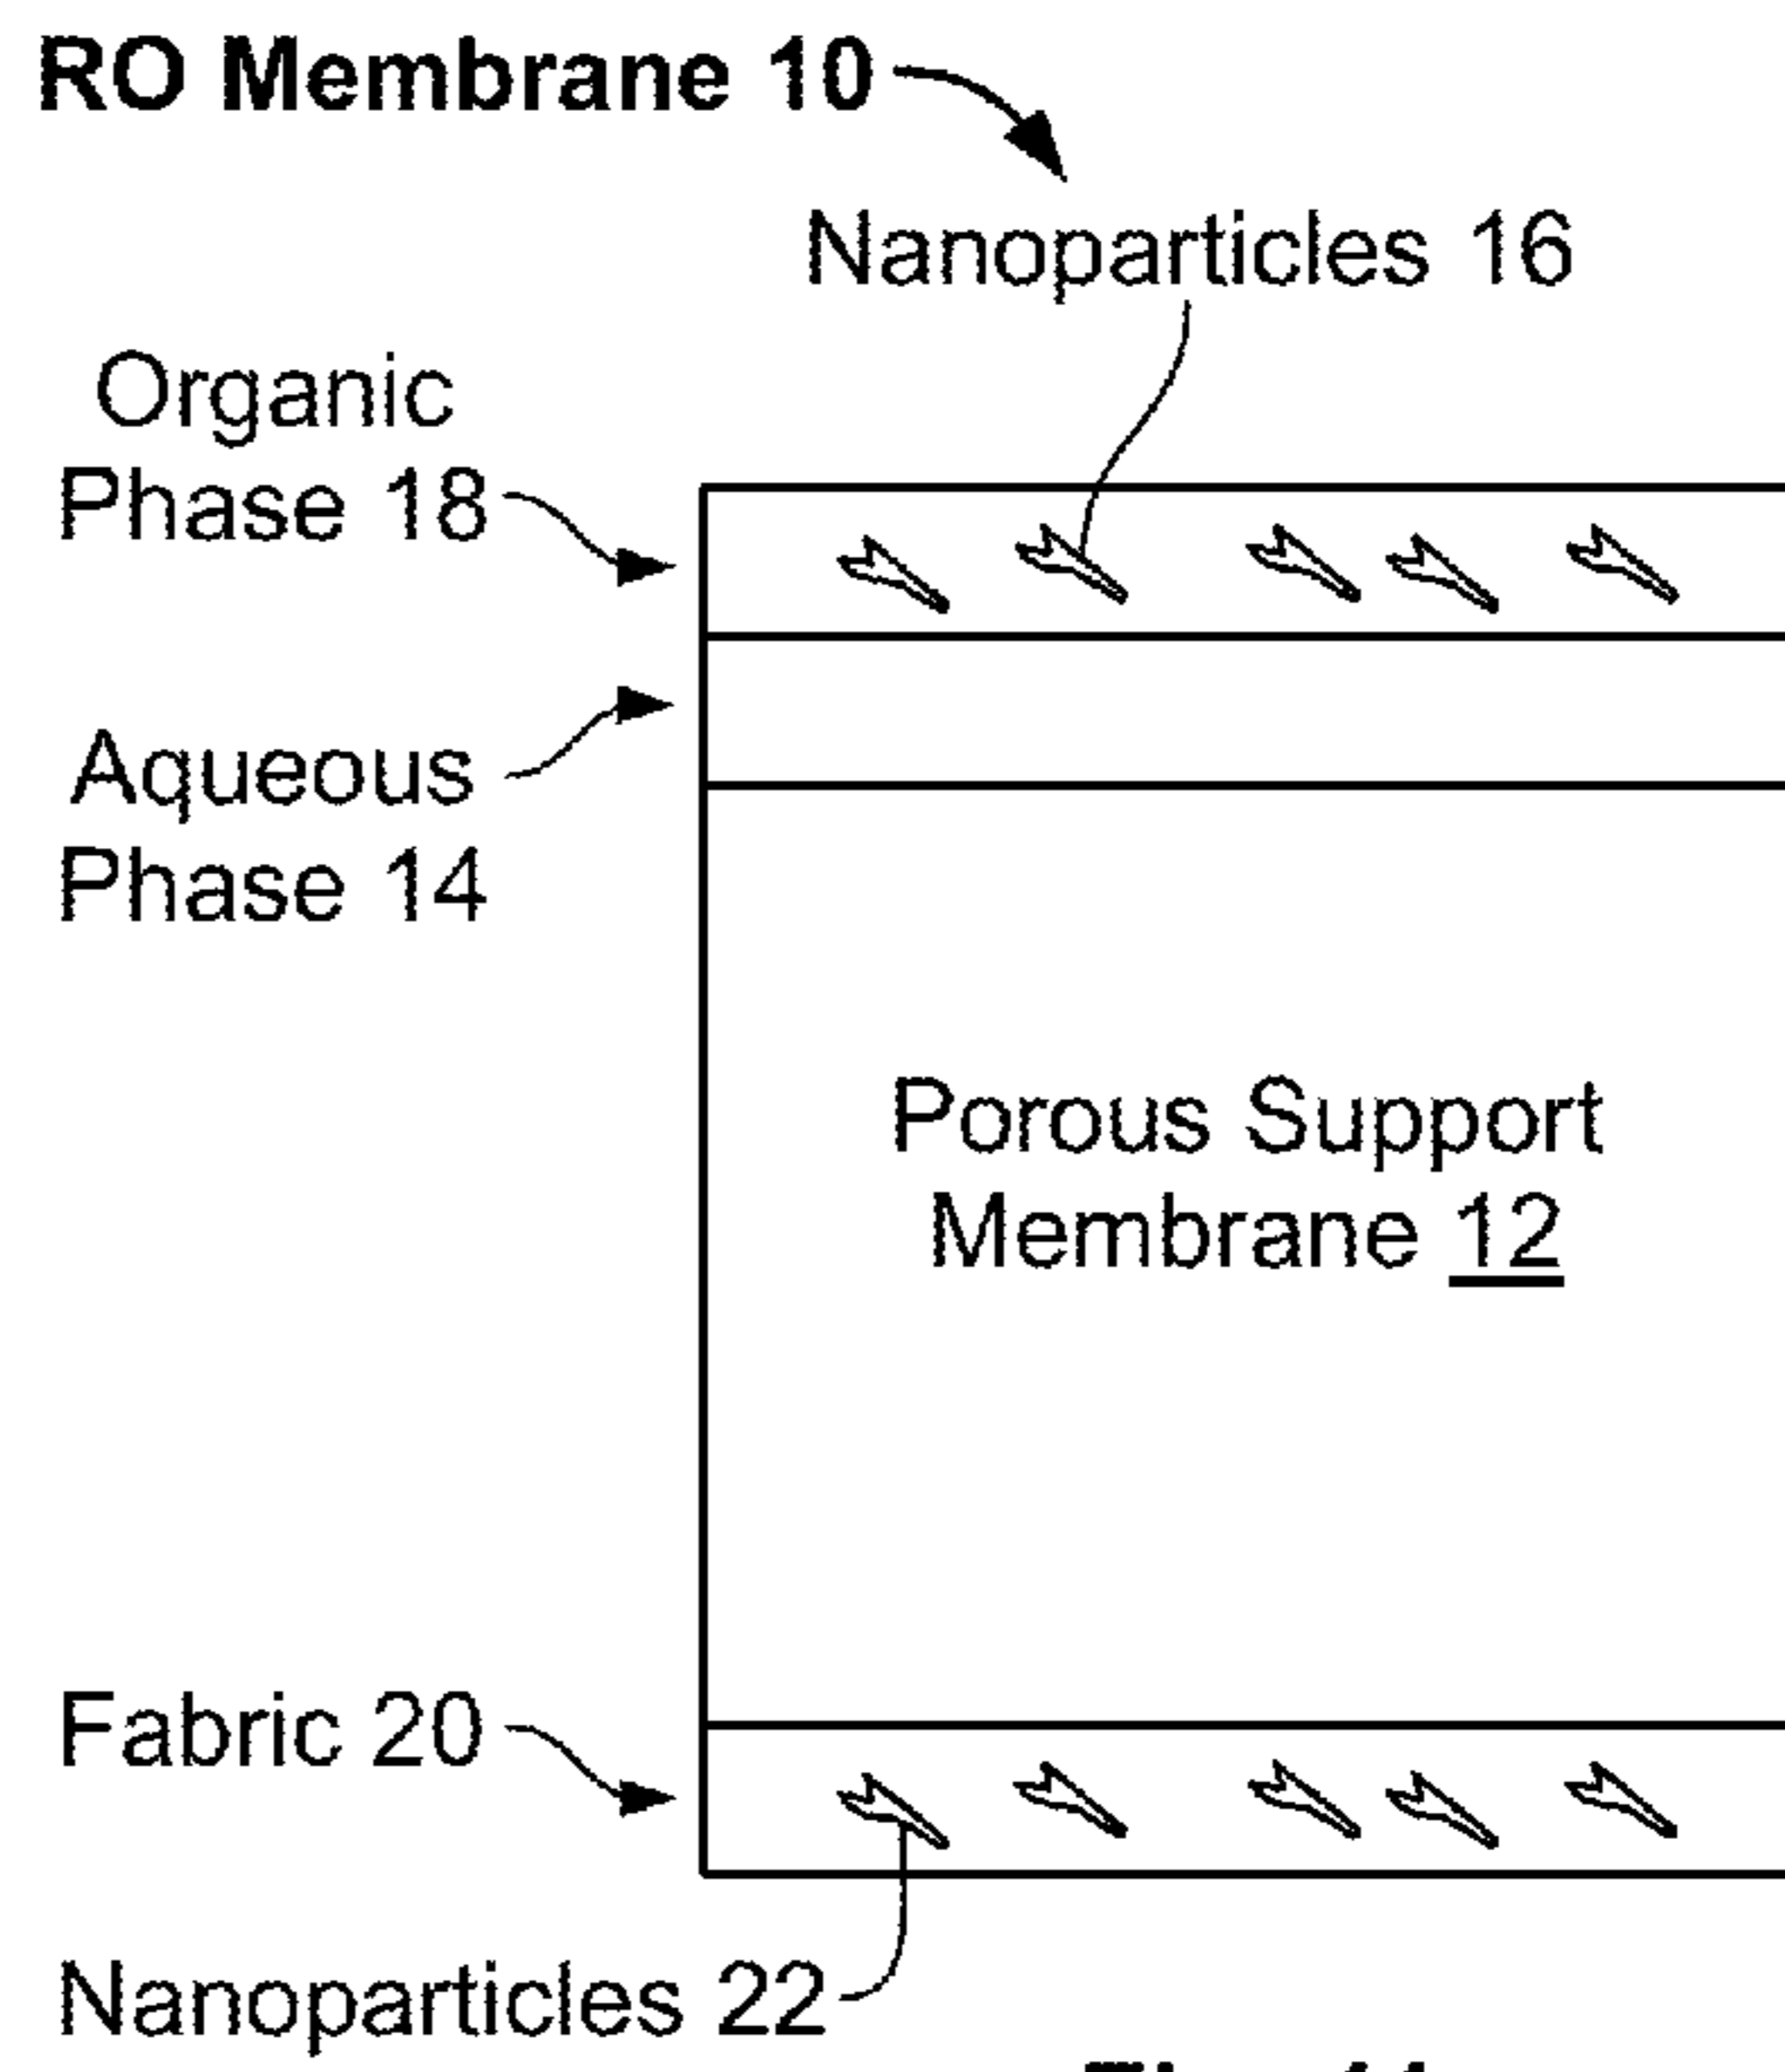 RO Membrane 10
Nanoparticles 16
Organic
Phase 18
Aqueous
Phase 14
Porous Support
Membrane 12
Fabric 20
Nanoparticles 22